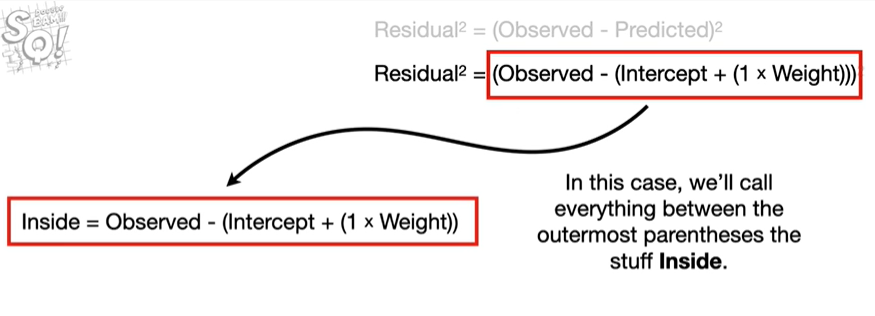 Residual² = (Observed - Predicted)²
Residual² = (Observed - (Intercept + (1 × Weight)))
Inside = Observed - (Intercept + (1 × Weight))
In this case, we’ll call
everything between the
outermost parentheses the
stuff Inside.